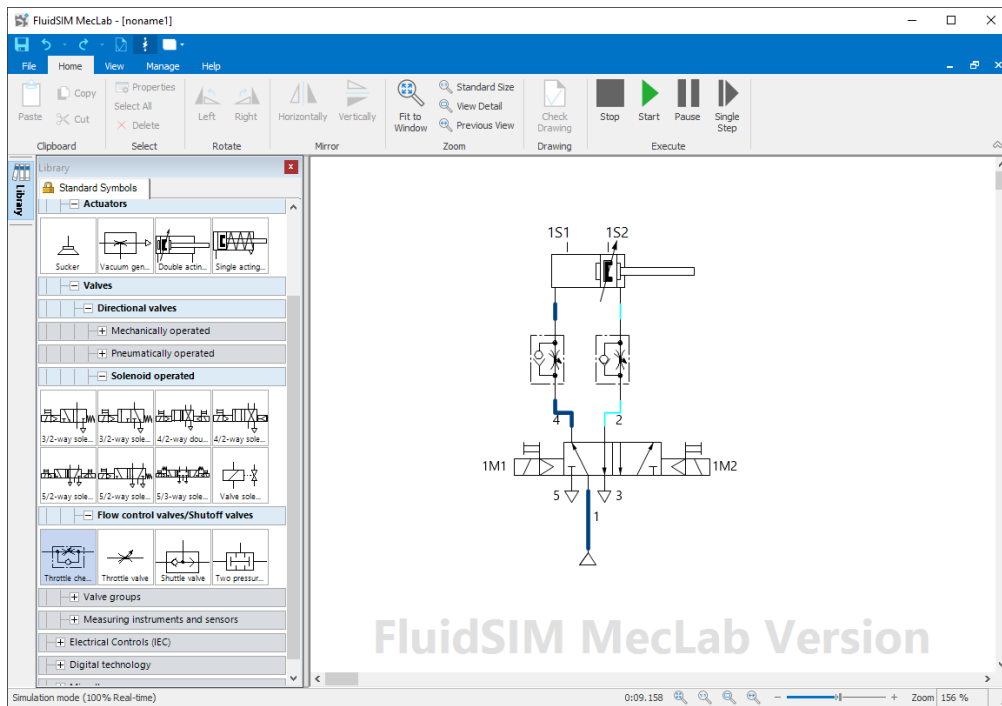 FluidSIM MecLab - [noname1]
File Home View Manage Help
Paste
Copy
Cut
Clipboard
Properties
Select All
Delete
Select
Left Right
Rotate
Horizontally Vertically
Mirror
Fit to
Window
Standard Size
View Detail
Previous View
Zoom
Check
Drawing
Drawing
Stop Start Pause Single
Step
Execute
Library
Library
Standard Symbols
Actuators
Sucker Vacuum gen... Double actin... Single acting...
Valves
Directional valves
Mechanically operated
Pneumatically operated
Solenoid operated
3/2-way sole... 3/2-way sole... 4/2-way dou... 4/2-way sole...
5/2-way sole... 5/2-way sole... 5/3-way sole... Valve sole...
Flow control valves/Shutoff valves
Throttle che... Throttle valve Shuttle valve Two pressur...
Valve groups
Measuring instruments and sensors
Electrical Controls (IEC)
Digital technology
1S1 1S2
4 2
1M1 1M2
5 3
1
FluidSIM MecLab Version
Simulation mode (100% Real-time) 0:09.158 Zoom 156 %